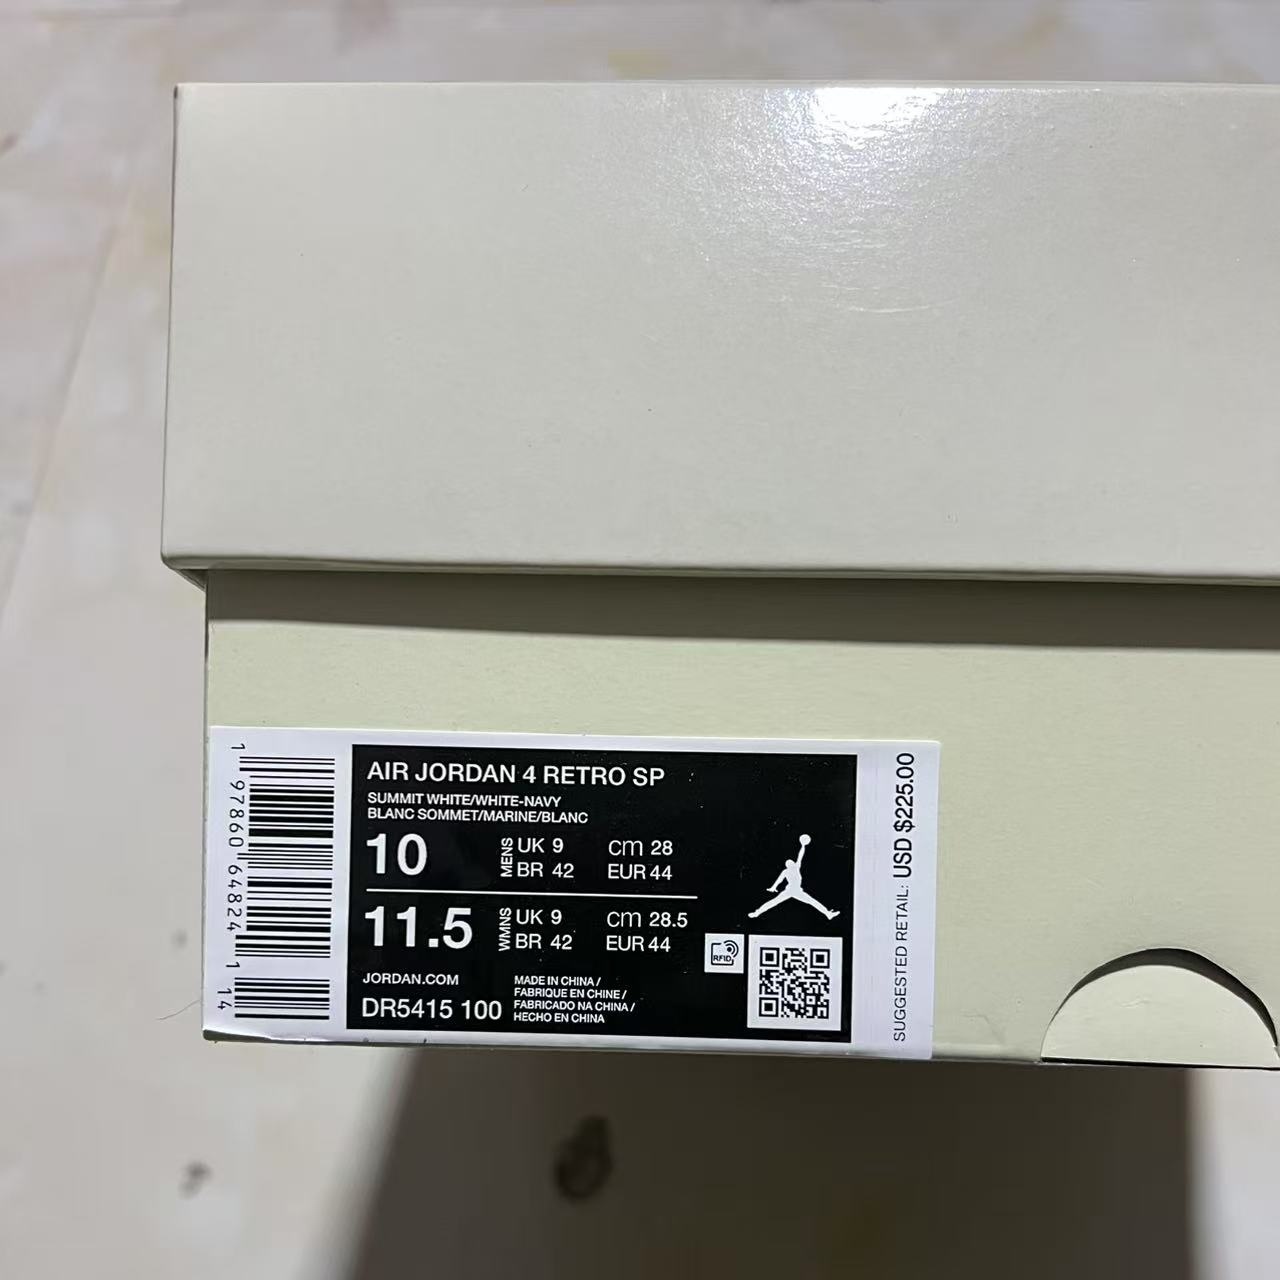 1 97860 64824 1 14
AIR JORDAN 4 RETRO SP
SUMMIT WHITE/WHITE-NAVY
BLANC SOMMET/MARINE/BLANC
10 MENS UK 9 cm 28
BR 42 EUR 44
11.5 WMNS UK 9 cm 28.5
BR 42 EUR 44
JORDAN.COM
DR5415 100
MADE IN CHINA /
FABRIQUE EN CHINE /
FABRICADO NA CHINA /
HECHO EN CHINA
RFID
SUGGESTED RETAIL: USD $225.00